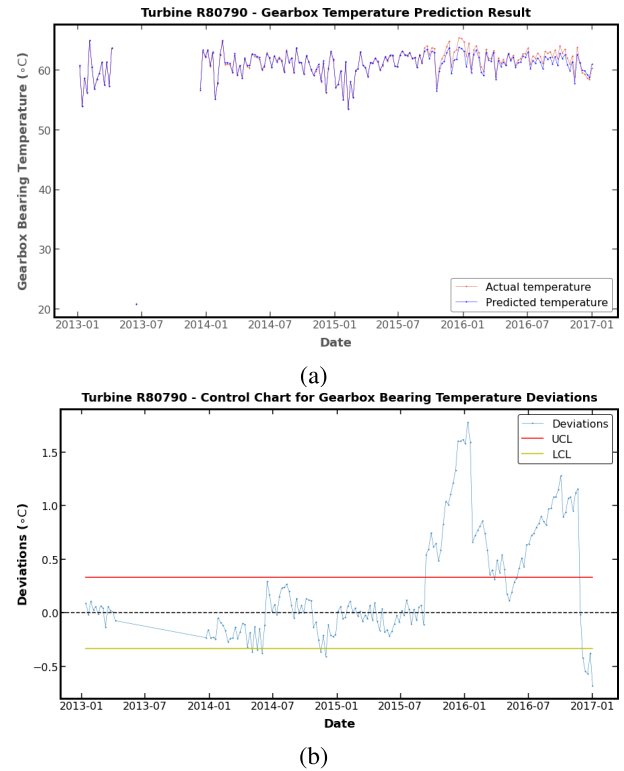 Turbine R80790 - Gearbox Temperature Prediction Result
Gearbox Bearing Temperature (∘C)
60
50
40
30
20
Actual temperature
Predicted temperature
2013-01 2013-07 2014-01 2014-07 2015-01 2015-07 2016-01 2016-07 2017-01
Date
(a)
Turbine R80790 - Control Chart for Gearbox Bearing Temperature Deviations
Deviations (∘C)
Deviations
UCL
LCL
1.5
1.0
0.5
0.0
−0.5
2013-01 2013-07 2014-01 2014-07 2015-01 2015-07 2016-01 2016-07 2017-01
Date
(b)